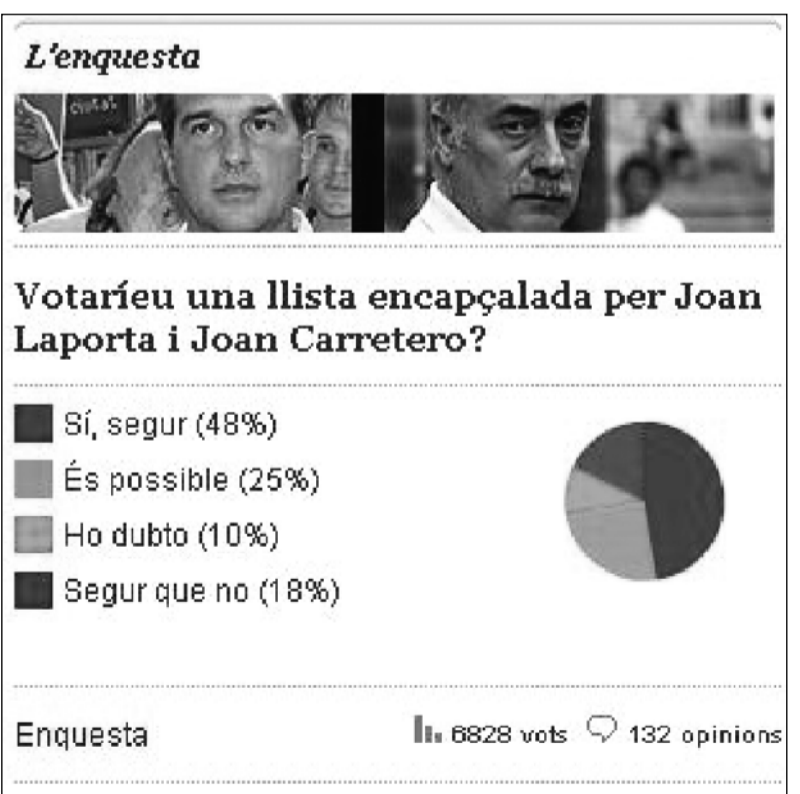 L'enquesta
Votaríeu una llista encapçalada per Joan
Laporta i Joan Carretero?
Sí, segur (48%)
És possible (25%)
Ho dubto (10%)
Segur que no (18%)
Enquesta
6828 vots
132 opinions